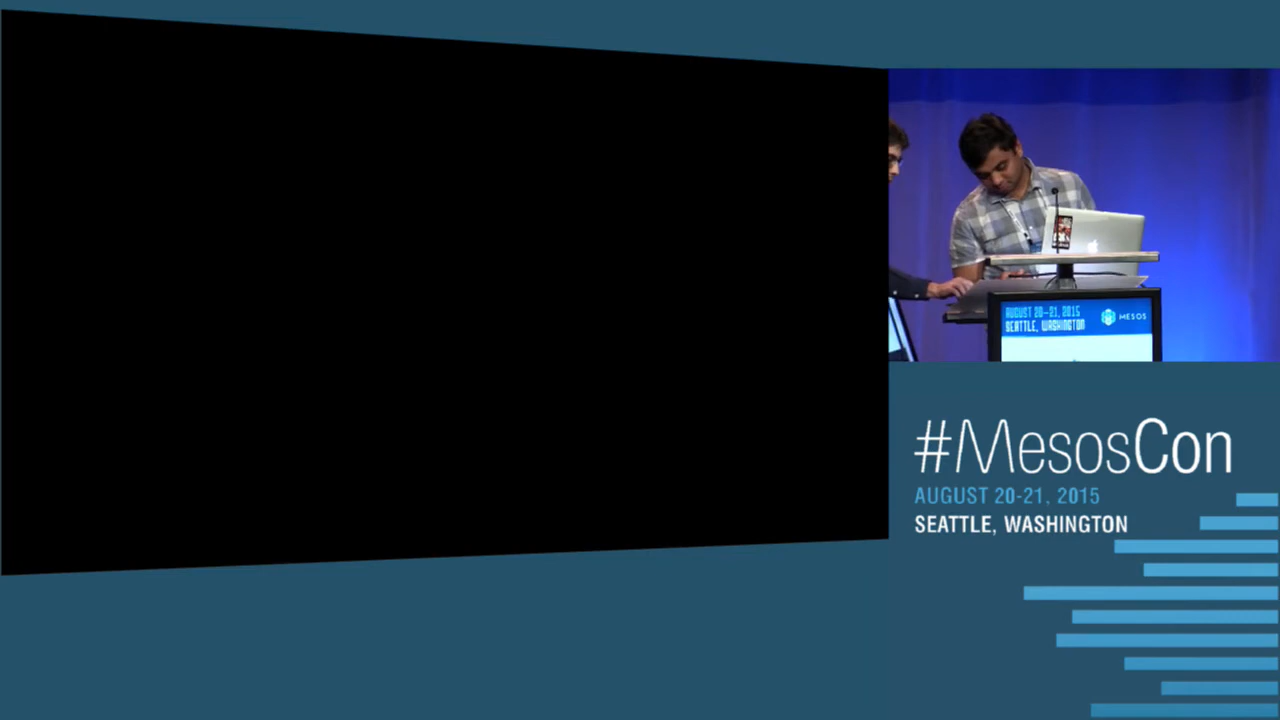 AUGUST 20-21, 2015
SEATTLE, WASHINGTON
MESOS
#MesosCon
AUGUST 20-21, 2015
SEATTLE, WASHINGTON